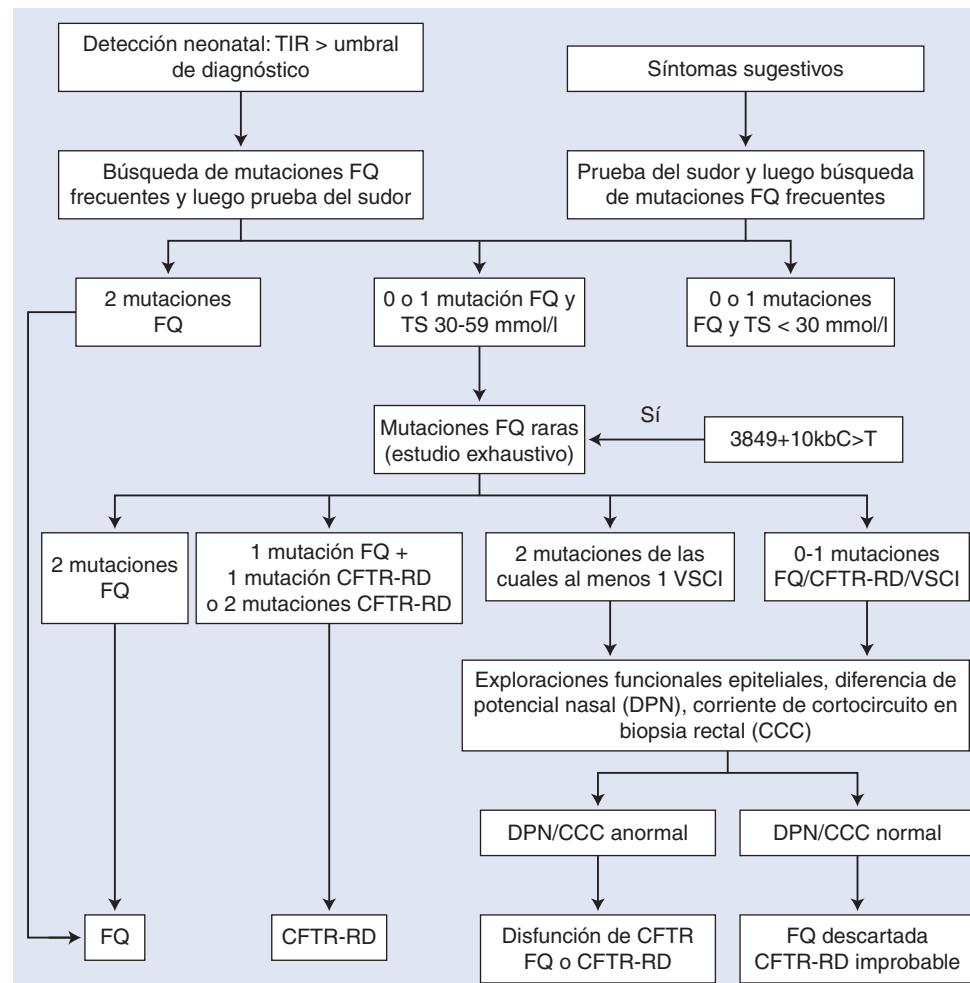 Detección neonatal: TIR > umbral
de diagnóstico
Síntomas sugestivos
Búsqueda de mutaciones FQ
frecuentes y luego prueba del sudor
Prueba del sudor y luego búsqueda
de mutaciones FQ frecuentes
2 mutaciones
FQ
0 o 1 mutación FQ y
TS 30-59 mmol/l
0 o 1 mutaciones
FQ y TS < 30 mmol/l
Mutaciones FQ raras
(estudio exhaustivo)
Sí
3849+10kbC>T
2 mutaciones
FQ
1 mutación FQ +
1 mutación CFTR-RD
o 2 mutaciones CFTR-RD
2 mutaciones de las
cuales al menos 1 VSCI
0-1 mutaciones
FQ/CFTR-RD/VSCI
Exploraciones funcionales epiteliales, diferencia de
potencial nasal (DPN), corriente de cortocircuito en
biopsia rectal (CCC)
DPN/CCC anormal
DPN/CCC normal
FQ
CFTR-RD
Disfunción de CFTR
FQ o CFTR-RD
FQ descartada
CFTR-RD improbable